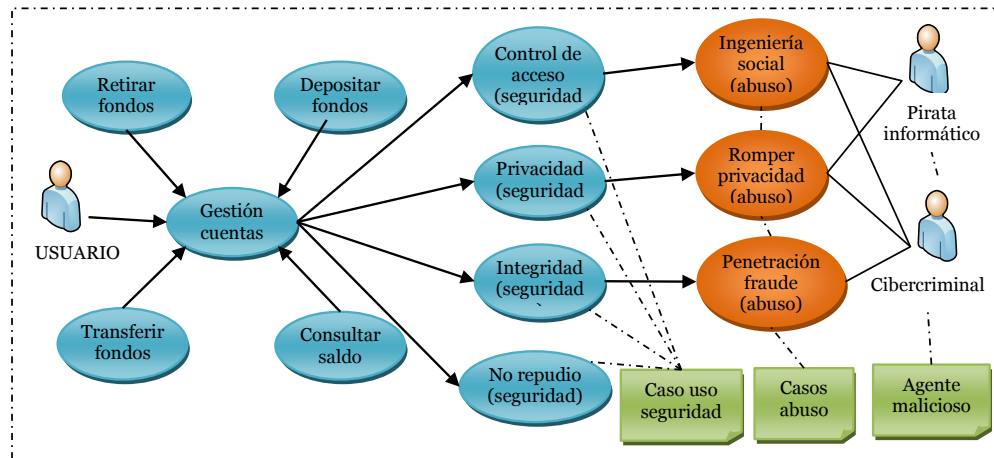 Retirar
fondos
Depositar
fondos
USUARIO
Gestión
cuentas
Transferir
fondos
Consultar
saldo
Control de
acceso
(seguridad
Privacidad
(seguridad
Integridad
(seguridad
No repudio
(seguridad)
Ingeniería
social
(abuso)
Romper
privacidad
(abuso)
Penetración
fraude
(abuso)
Pirata
informático
Cibercriminal
Caso uso
seguridad
Casos
abuso
Agente
malicioso